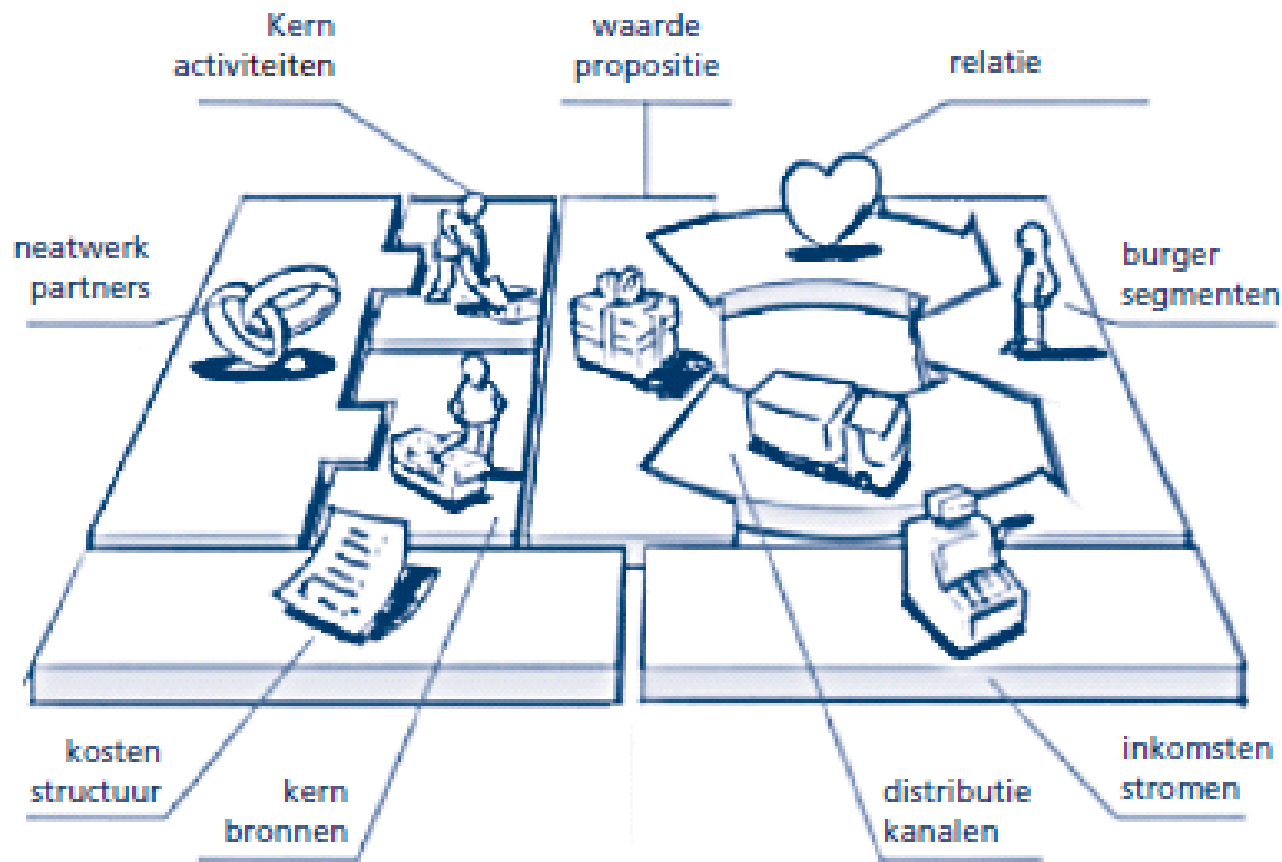 Kern
activiteiten
waarde
propositie
relatie
neatwerk
partners
burger
segmenten
kosten
structuur
kern
bronnen
distributie
kanalen
inkomsten
stromen